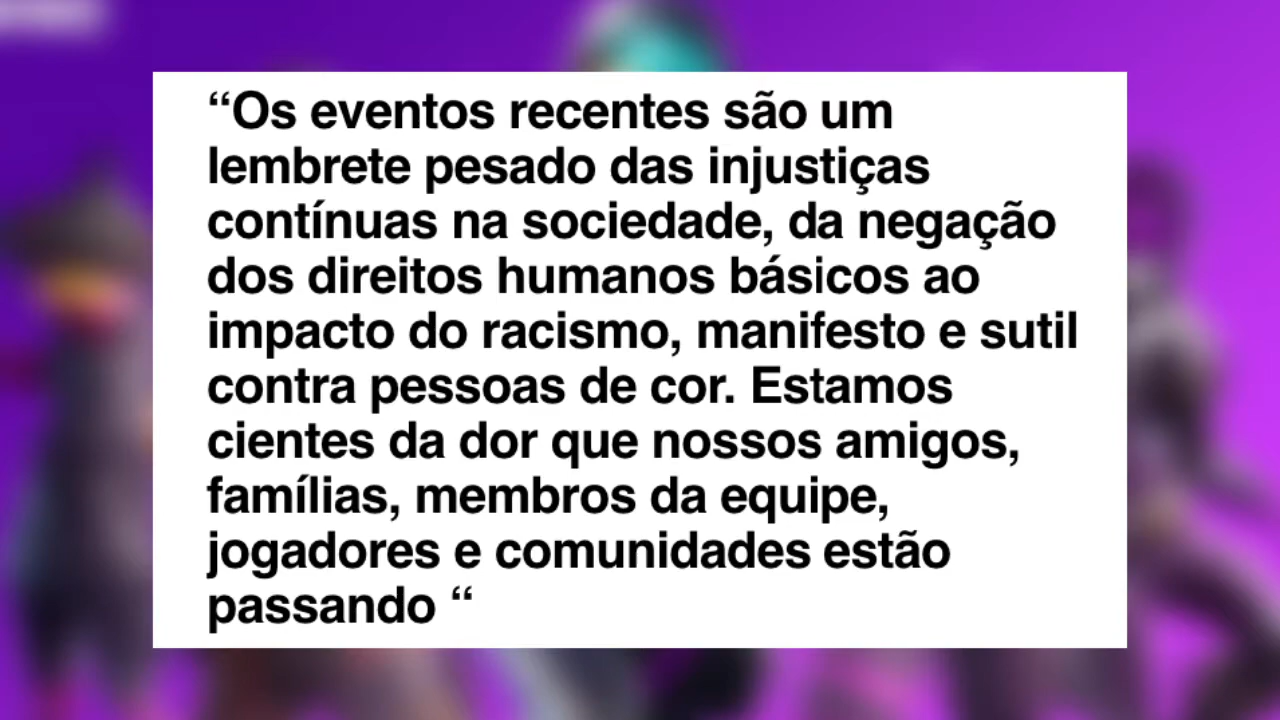 “Os eventos recentes são um
lembrete pesado das injustiças
contínuas na sociedade, da negação
dos direitos humanos básicos ao
impacto do racismo, manifesto e sutil
contra pessoas de cor. Estamos
cientes da dor que nossos amigos,
famílias, membros da equipe,
jogadores e comunidades estão
passando “